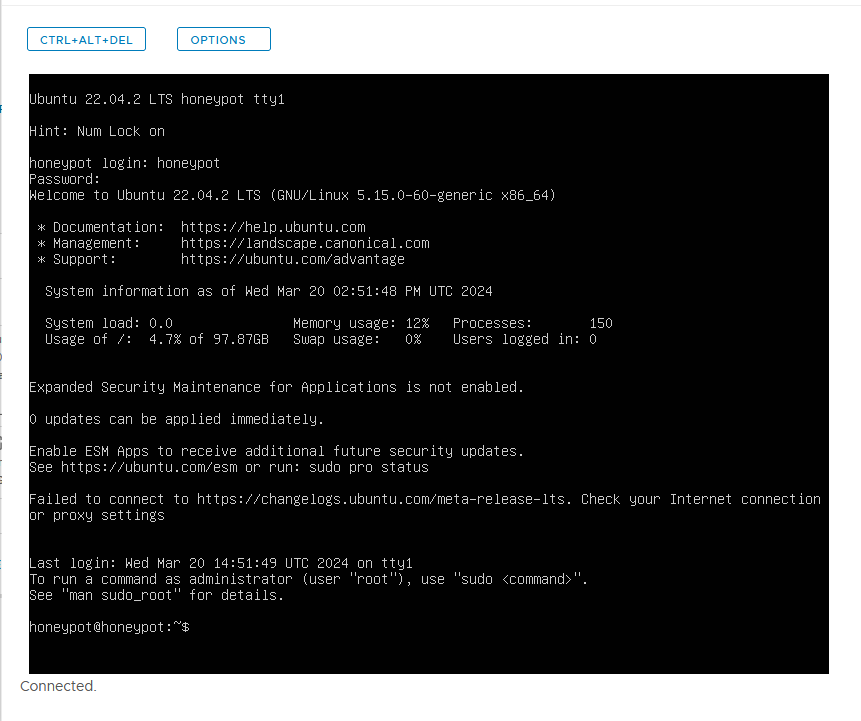 CTRL+ALT+DEL OPTIONS
Ubuntu 22.04.2 LTS honeypot tty1
Hint: Num Lock on
honeypot login: honeypot
Password:
Welcome to Ubuntu 22.04.2 LTS (GNU/Linux 5.15.0-60-generic x86_64)
* Documentation: https://help.ubuntu.com
* Management: https://landscape.canonical.com
* Support: https://ubuntu.com/advantage
System information as of Wed Mar 20 02:51:48 PM UTC 2024
System load: 0.0 Memory usage: 12% Processes: 150
Usage of /: 4.7% of 97.87GB Swap usage: 0% Users logged in: 0
Expanded Security Maintenance for Applications is not enabled.
0 updates can be applied immediately.
Enable ESM Apps to receive additional future security updates.
See https://ubuntu.com/esm or run: sudo pro status
Failed to connect to https://changelogs.ubuntu.com/meta-release-lts. Check your Internet connection
or proxy settings
Last login: Wed Mar 20 14:51:49 UTC 2024 on tty1
To run a command as administrator (user "root"), use "sudo <command>".
See "man sudo_root" for details.
honeypot@honeypot:~$
Connected.